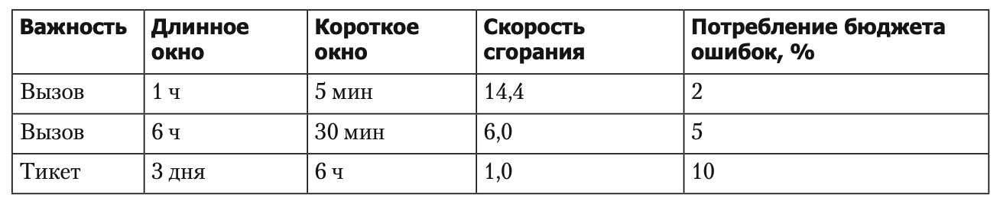 Важность Длинное окно Короткое окно Скорость сгорания Потребление бюджета ошибок, %
Вызов 1 ч 5 мин 14,4 2
Вызов 6 ч 30 мин 6,0 5
Тикет 3 дня 6 ч 1,0 10